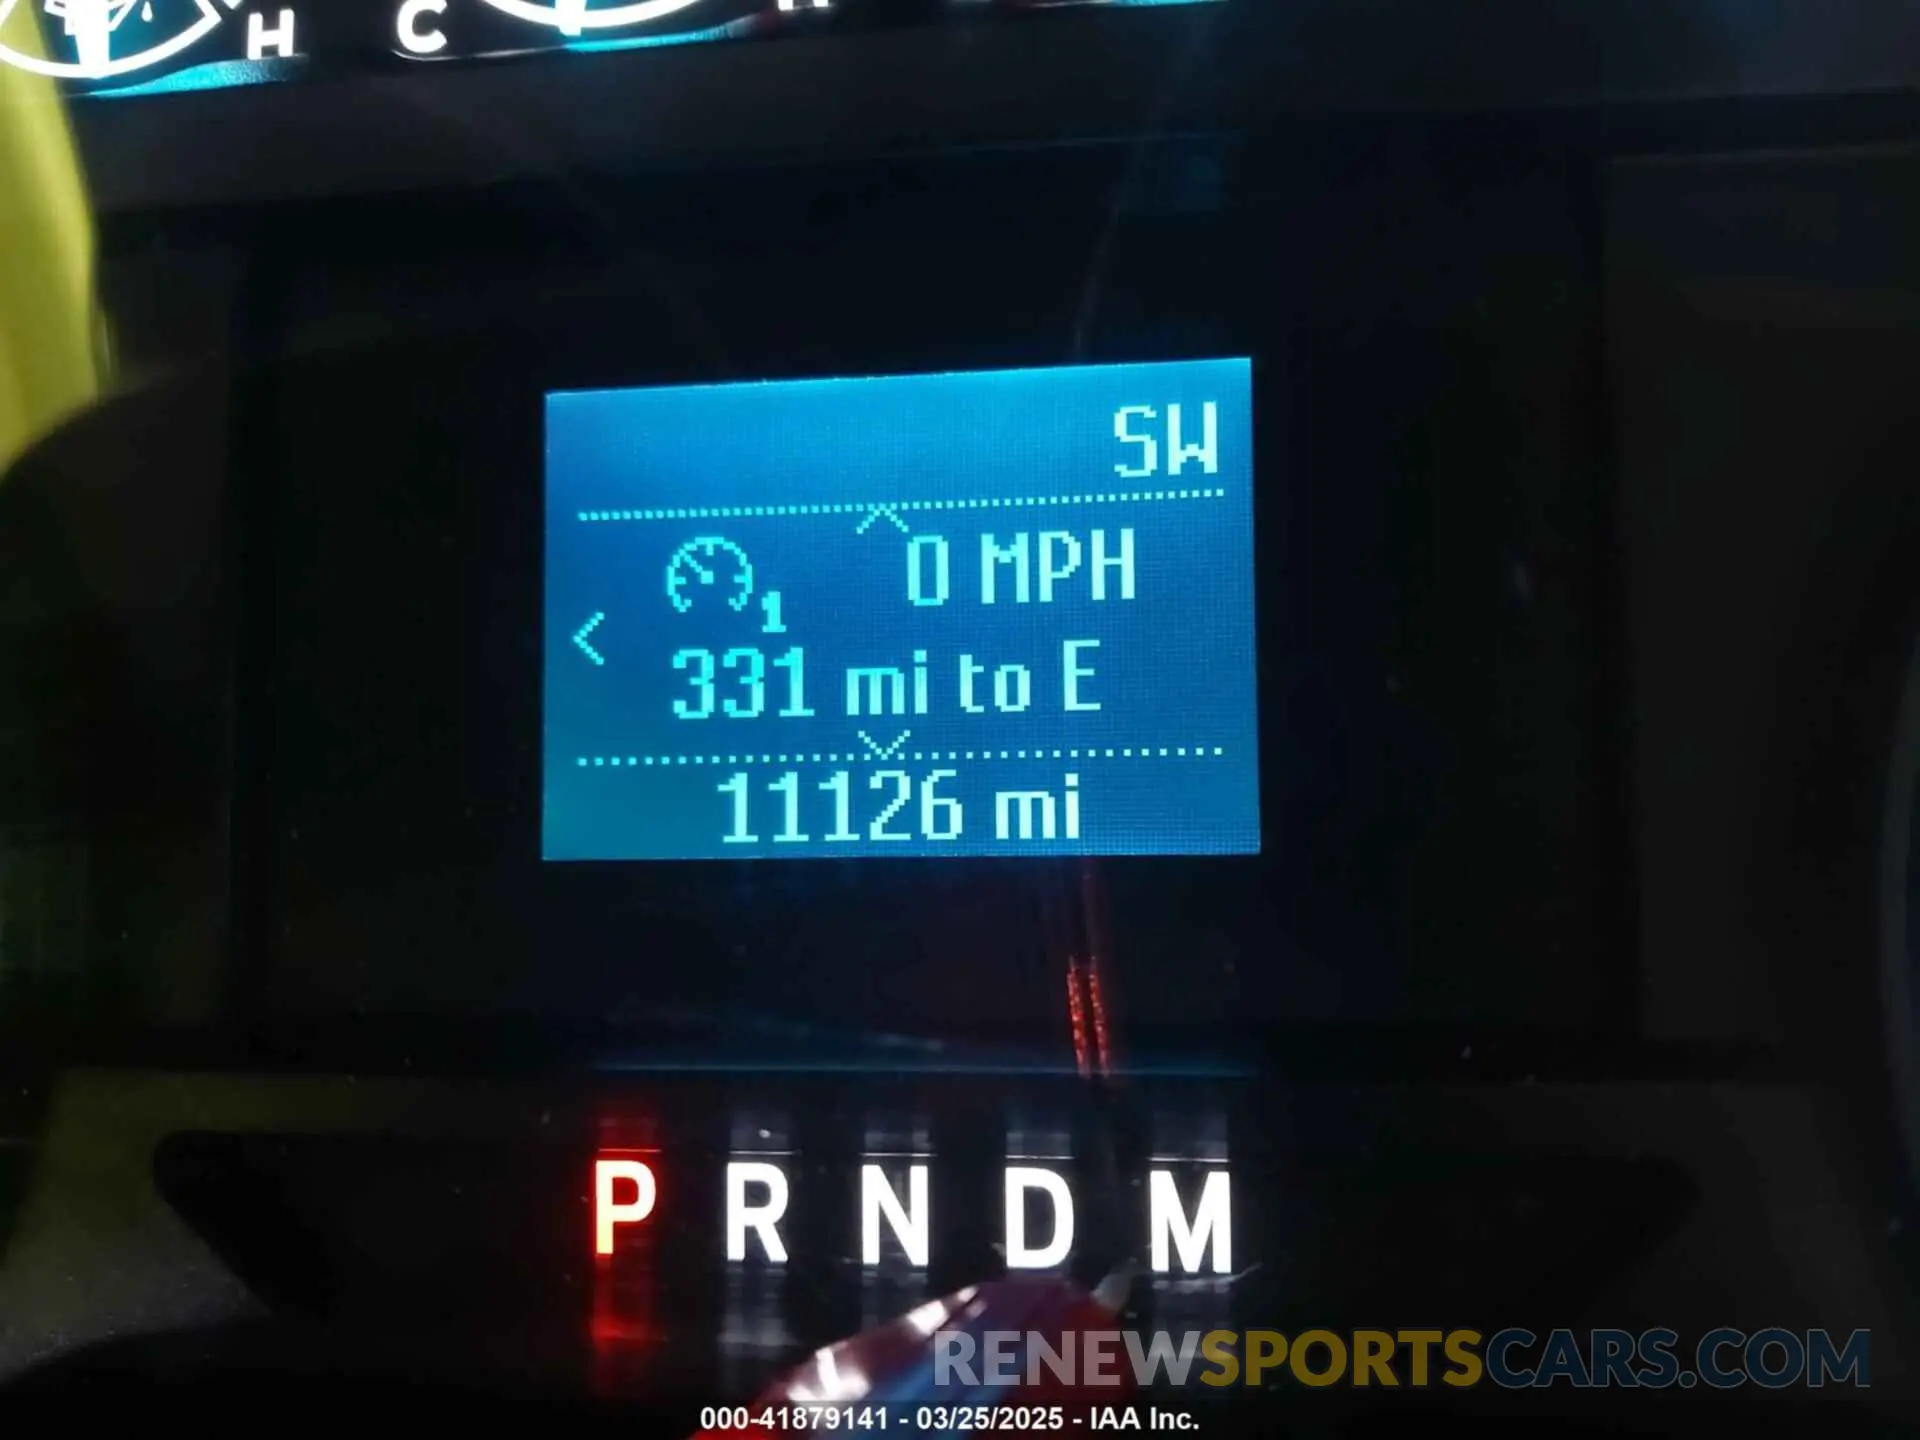 H C
SW
0 MPH
1
331 mi to E
11126 mi
P R N D M
RENEWSPORTSCARS.COM
000-41879141 - 03/25/2025 - IAA Inc.